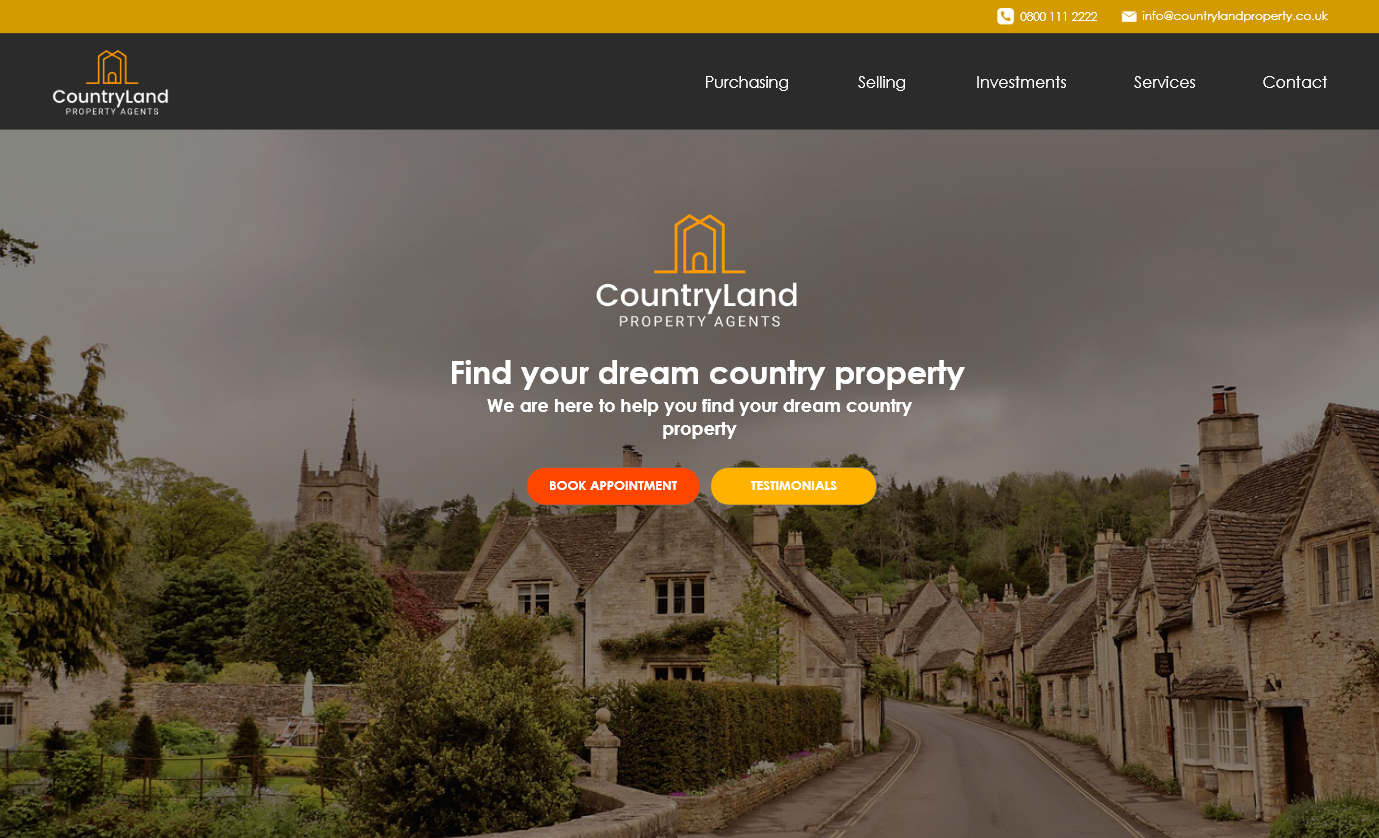 0800 111 2222
info@countrylandproperty.co.uk
CountryLand
PROPERTY AGENTS
Purchasing
Selling
Investments
Services
Contact
CountryLand
PROPERTY AGENTS
Find your dream country property
We are here to help you find your dream country
property
BOOK APPOINTMENT
TESTIMONIALS